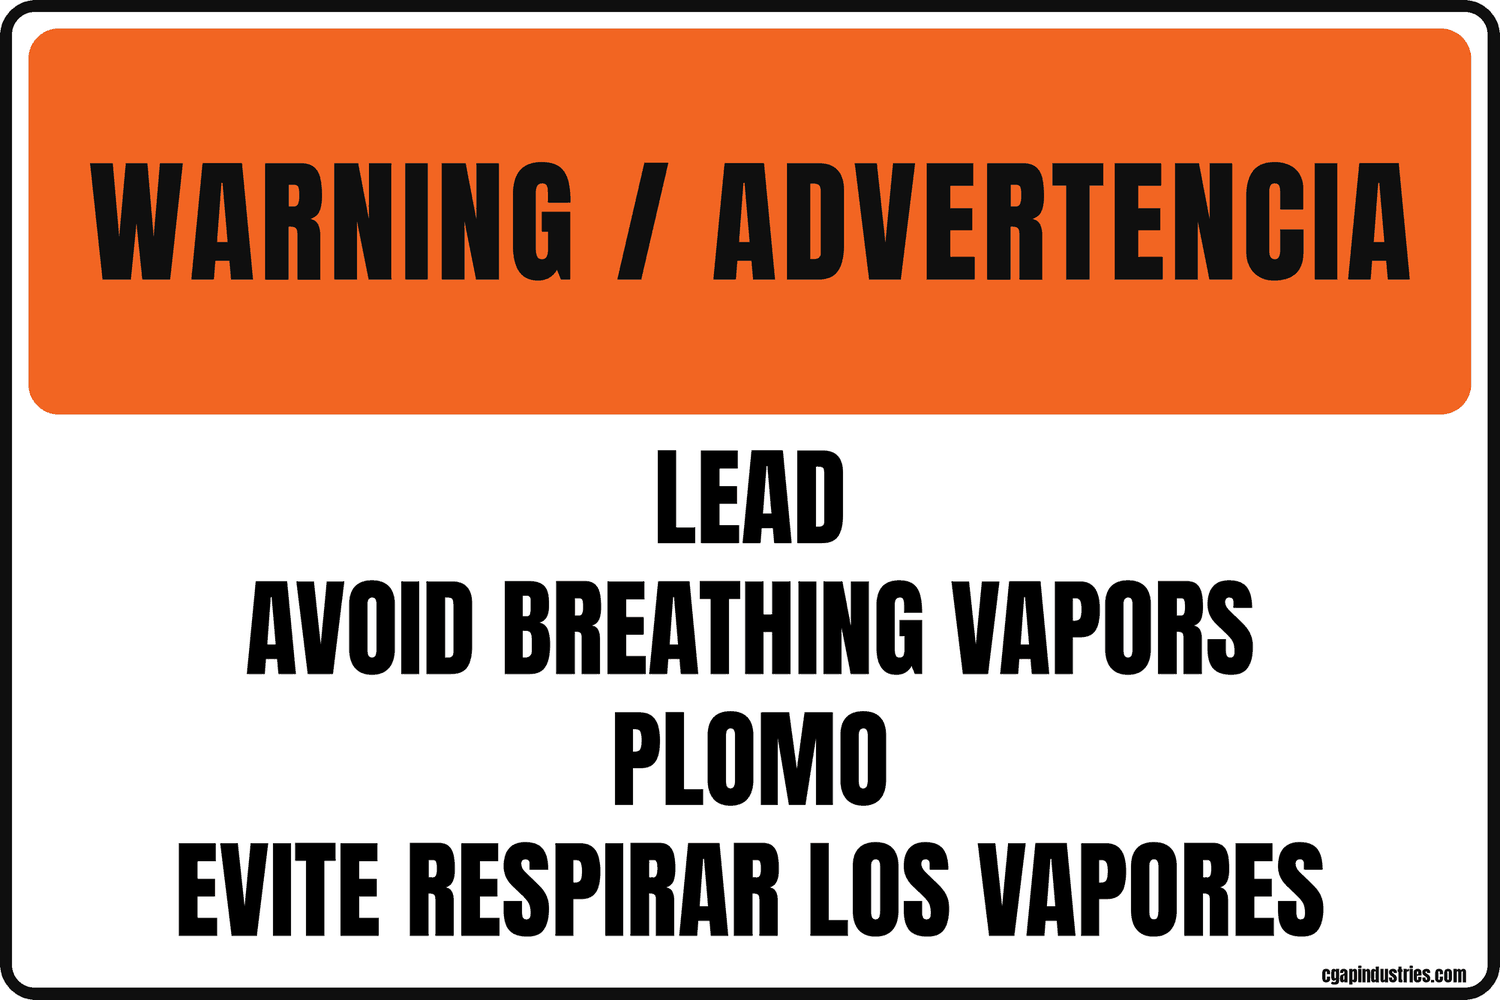 WARNING / ADVERTENCIA
LEAD
AVOID BREATHING VAPORS
PLOMO
EVITE RESPIRAR LOS VAPORES
cgapindustries.com